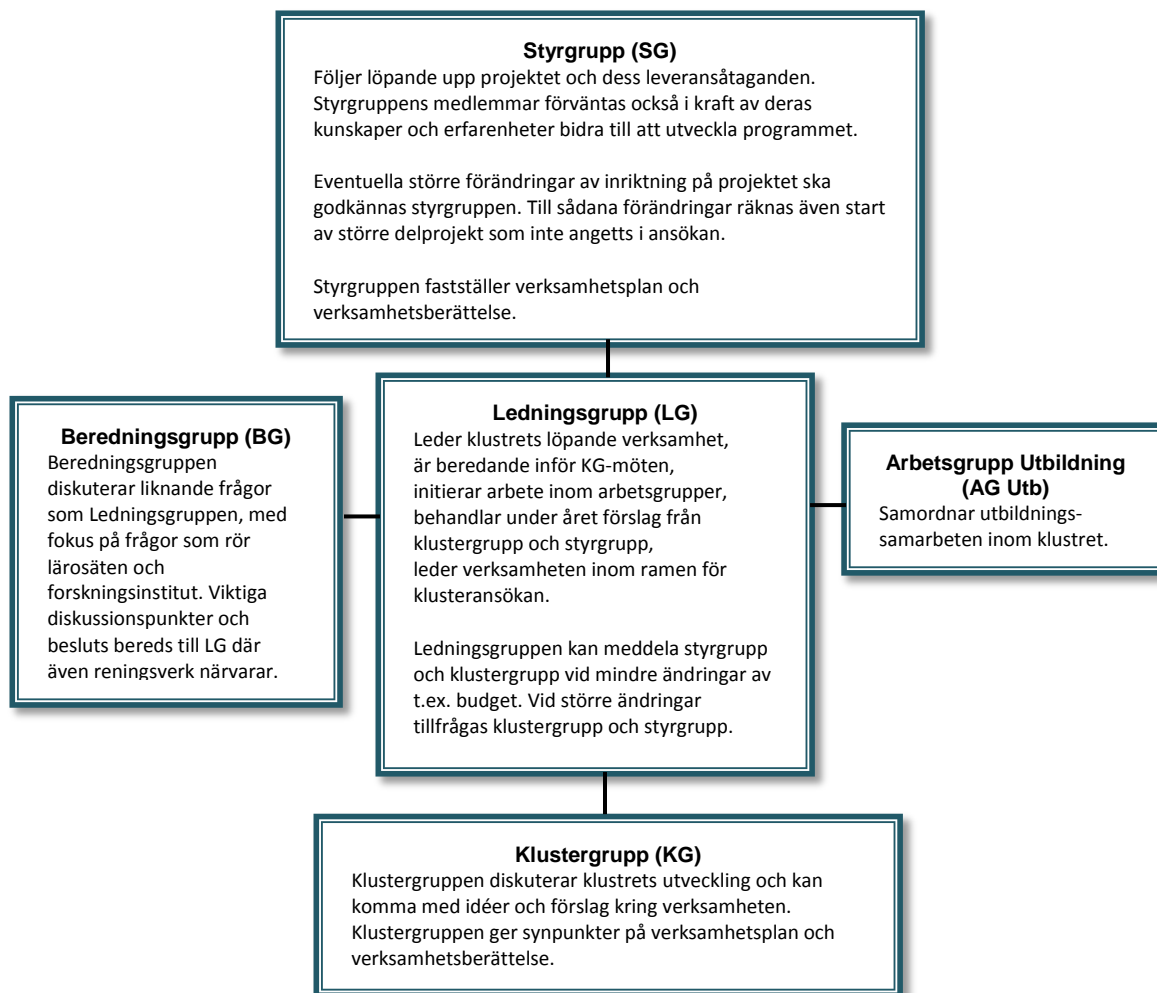 Styrgrupp (SG)
Följer löpande upp projektet och dess leveransåtaganden.
Styrgruppens medlemmar förväntas också i kraft av deras
kunskaper och erfarenheter bidra till att utveckla programmet.
Eventuella större förändringar av inriktning på projektet ska
godkännas styrgruppen. Till sådana förändringar räknas även start
av större delprojekt som inte angetts i ansökan.
Styrgruppen fastställer verksamhetsplan och
verksamhetsberättelse.
Beredningsgrupp (BG)
Beredningsgruppen
diskuterar liknande frågor
som Ledningsgruppen, med
fokus på frågor som rör
lärosäten och
forskningsinstitut. Viktiga
diskussionspunkter och
besluts bereds till LG där
även reningsverk närvarar.
Ledningsgrupp (LG)
Leder klustrets löpande verksamhet,
är beredande inför KG-möten,
initierar arbete inom arbetsgrupper,
behandlar under året förslag från
klustergrupp och styrgrupp,
leder verksamheten inom ramen för
klusteransökan.
Ledningsgruppen kan meddela styrgrupp
och klustergrupp vid mindre ändringar av
t.ex. budget. Vid större ändringar
tillfrågas klustergrupp och styrgrupp.
Arbetsgrupp Utbildning
(AG Utb)
Samordnar utbildnings-
samarbeten inom klustret.
Klustergrupp (KG)
Klustergruppen diskuterar klustrets utveckling och kan
komma med idéer och förslag kring verksamheten.
Klustergruppen ger synpunkter på verksamhetsplan och
verksamhetsberättelse.